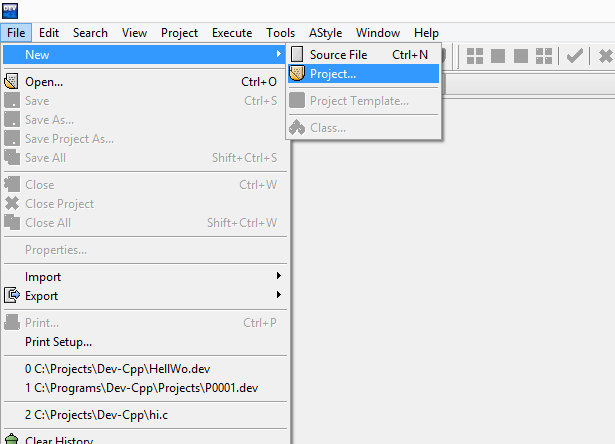 DEV
File Edit Search View Project Execute Tools AStyle Window Help
New
Source File Ctrl+N
Project...
Project Template...
Class...
Open... Ctrl+O
Save Ctrl+S
Save As...
Save Project As...
Save All Shift+Ctrl+S
Close Ctrl+W
Close Project
Close All Shift+Ctrl+W
Properties...
Import
Export
Print... Ctrl+P
Print Setup...
0 C:\Projects\Dev-Cpp\HellWo.dev
1 C:\Programs\Dev-Cpp\Projects\P0001.dev
2 C:\Projects\Dev-Cpp\hi.c
Clear History